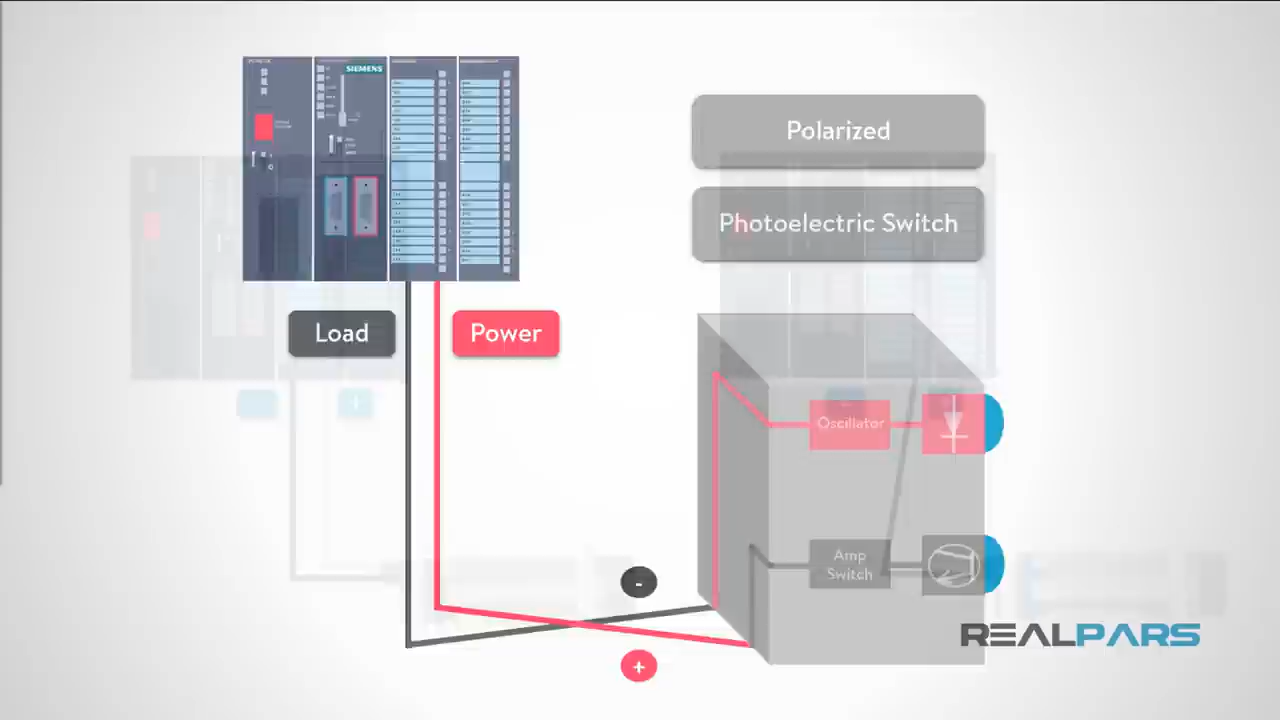 SIEMENS
Polarized
Photoelectric Switch
Load
Power
Oscillator
Amp
Switch
-
+
REALPARS